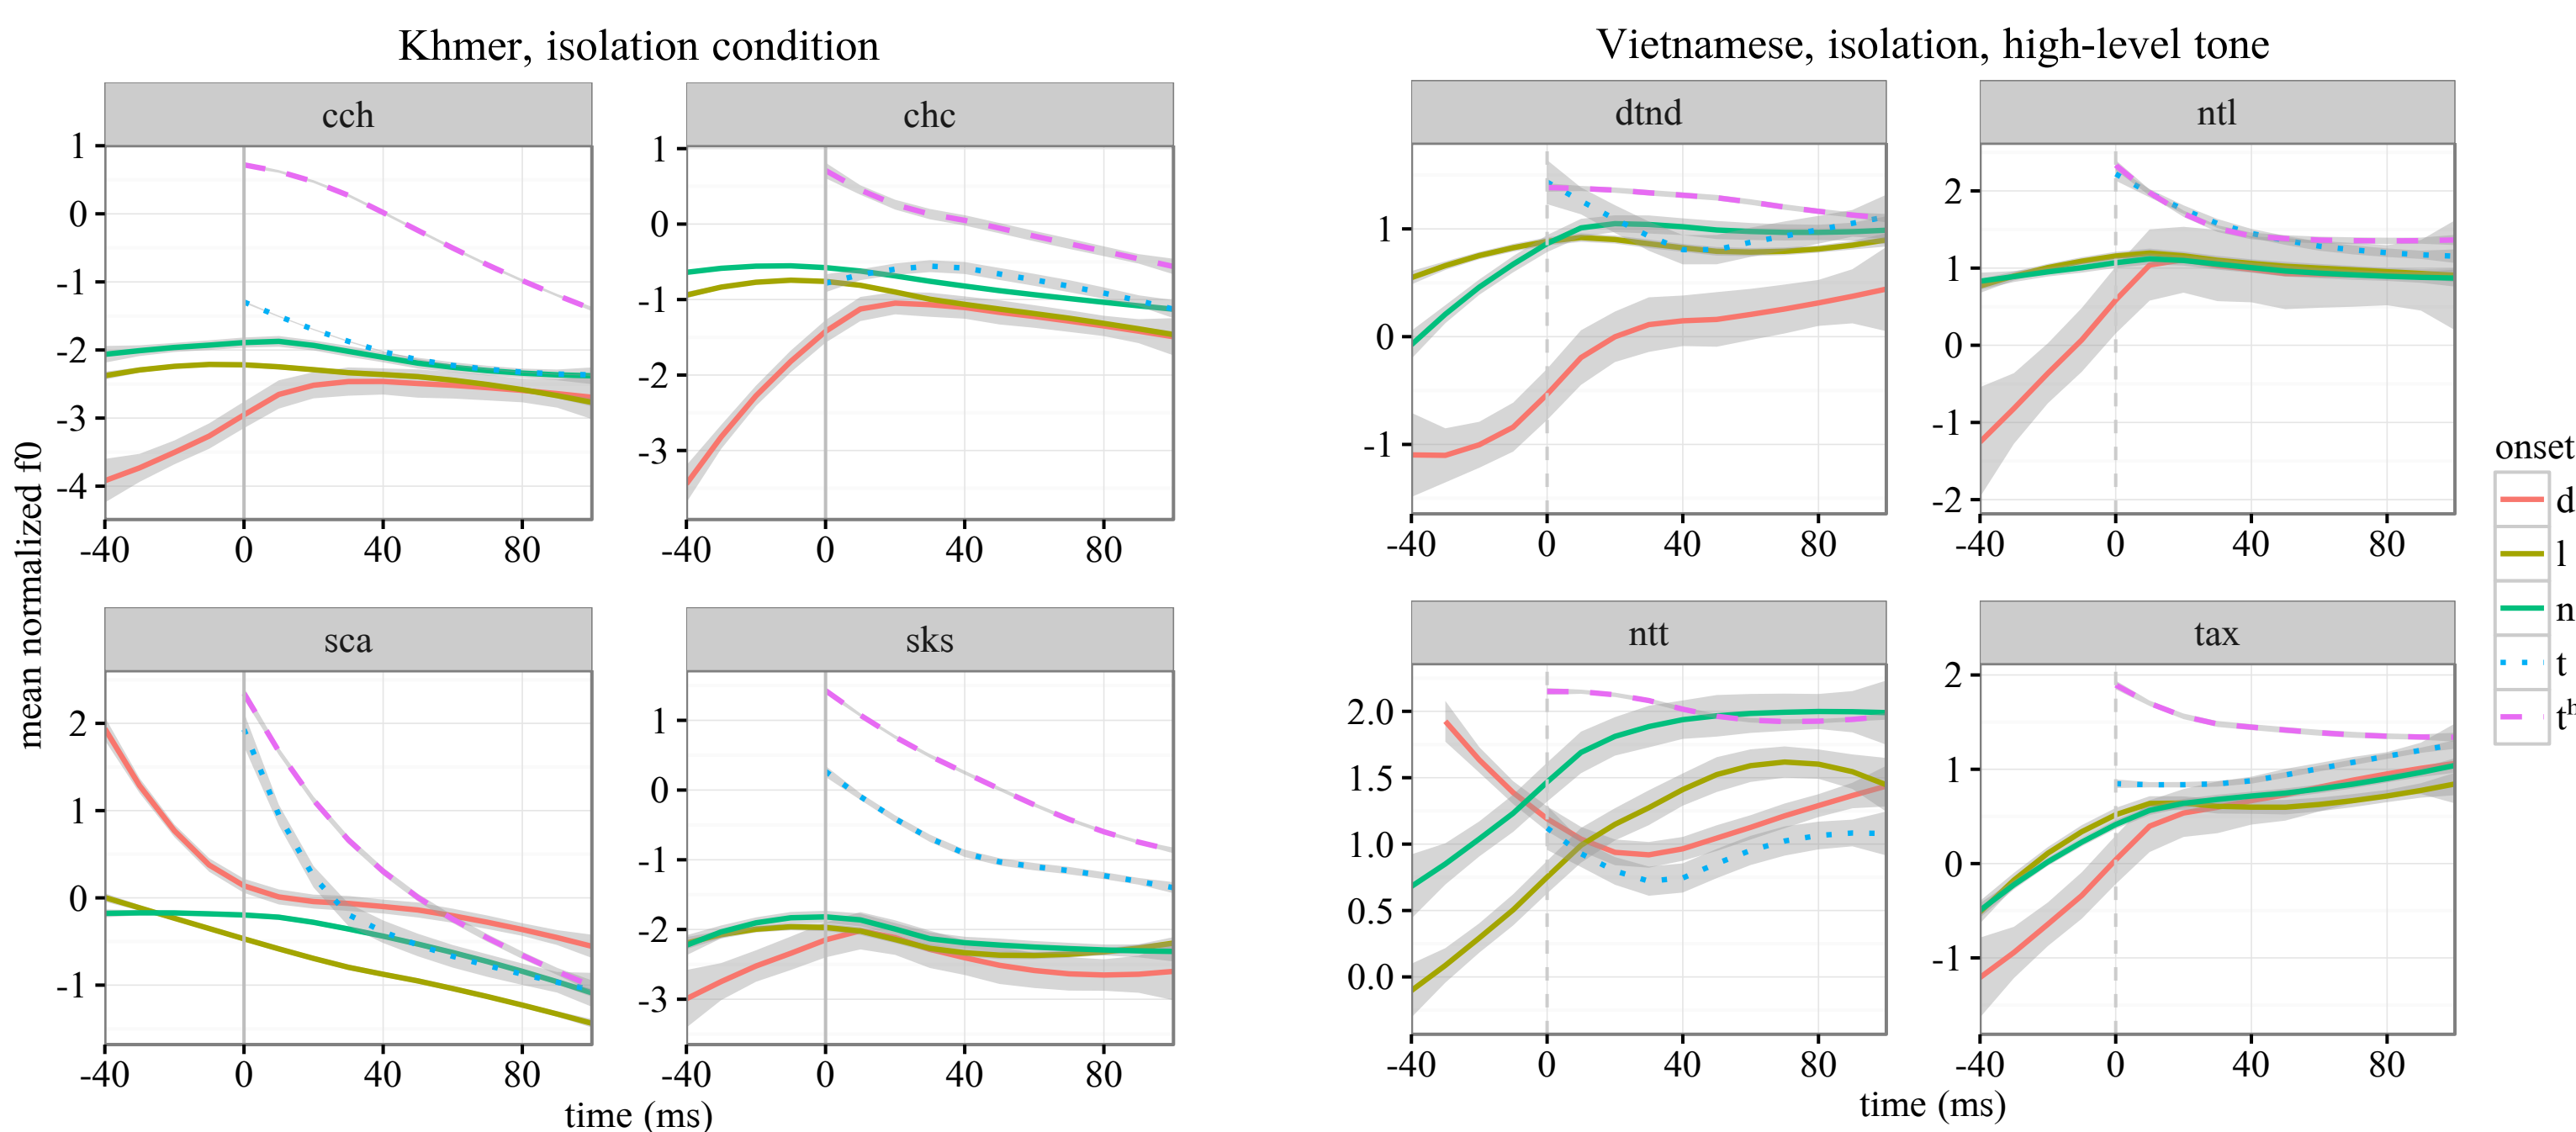 Khmer, isolation condition
Vietnamese, isolation, high-level tone
cch
chc
dtnd
ntl
1
0
-1
-2
-3
-4
1
0
-1
-2
-3
1
0
-1
2
1
0
-1
-2
-40 0 40 80
-40 0 40 80
-40 0 40 80
-40 0 40 80
mean normalized f0
onset
d
l
n
t
tʰ
sca
sks
ntt
tax
2
1
0
-1
1
0
-1
-2
-3
2.0
1.5
1.0
0.5
0.0
2
1
0
-1
-40 0 40 80
-40 0 40 80
-40 0 40 80
-40 0 40 80
time (ms)
time (ms)